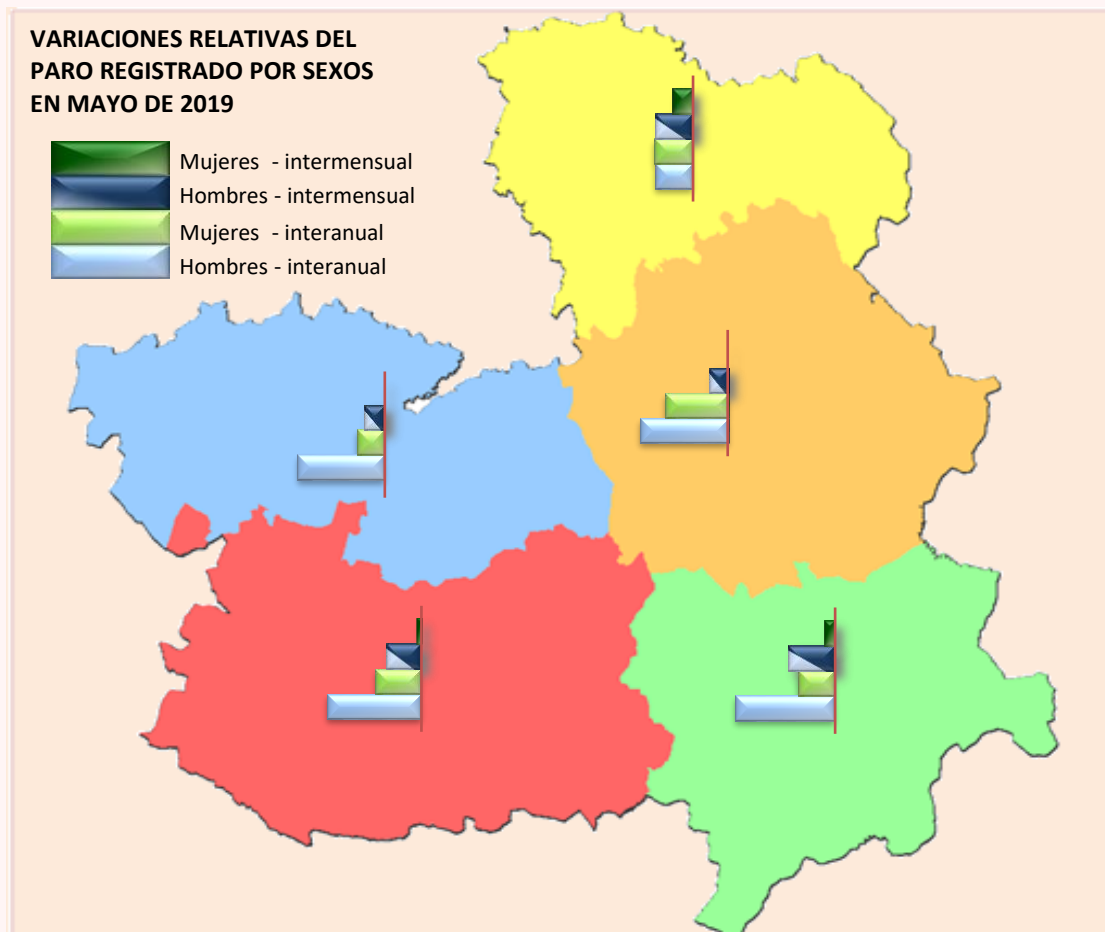 VARIACIONES RELATIVAS DEL
PARO REGISTRADO POR SEXOS
EN MAYO DE 2019
Mujeres - intermensual
Hombres - intermensual
Mujeres - interanual
Hombres - interanual